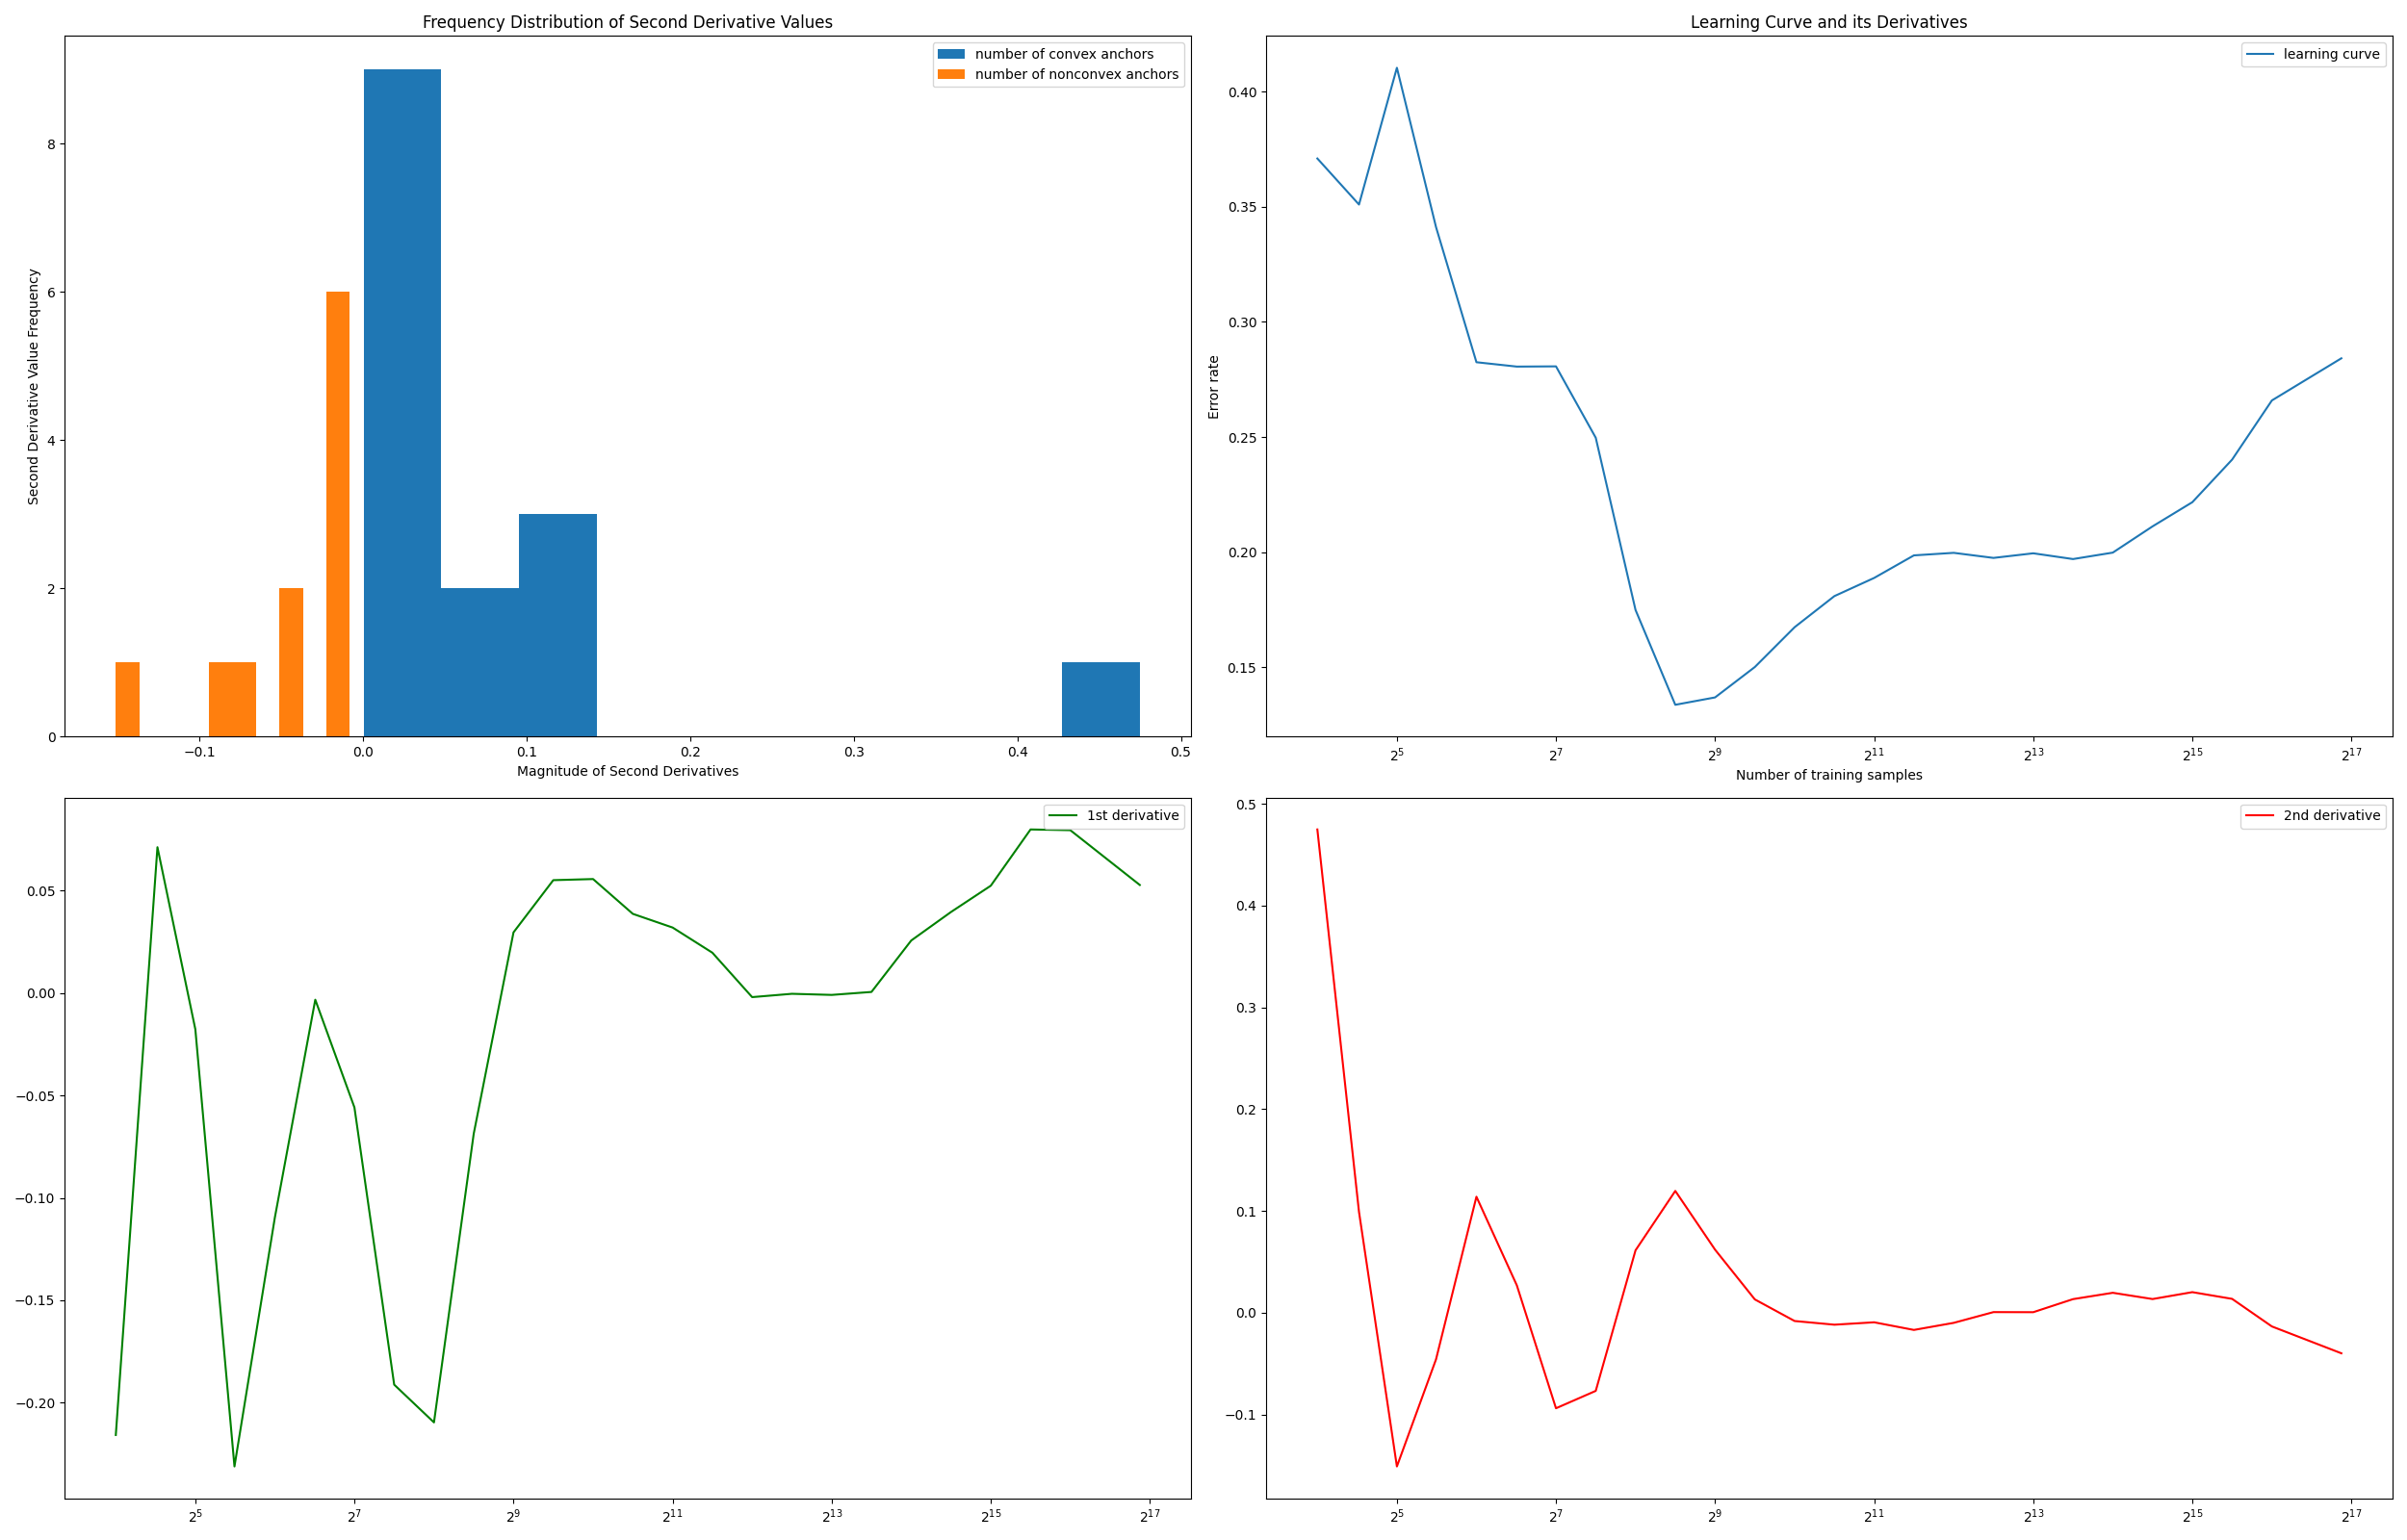 Frequency Distribution of Second Derivative Values
number of convex anchors
number of nonconvex anchors
Second Derivative Value Frequency
8
6
4
2
0
−0.1 0.0 0.1 0.2 0.3 0.4 0.5
Magnitude of Second Derivatives
Learning Curve and its Derivatives
learning curve
Error rate
0.40
0.35
0.30
0.25
0.20
0.15
2^5 2^7 2^9 2^11 2^13 2^15 2^17
Number of training samples
1st derivative
0.05
0.00
−0.05
−0.10
−0.15
−0.20
2^5 2^7 2^9 2^11 2^13 2^15 2^17
2nd derivative
0.5
0.4
0.3
0.2
0.1
0.0
−0.1
2^5 2^7 2^9 2^11 2^13 2^15 2^17